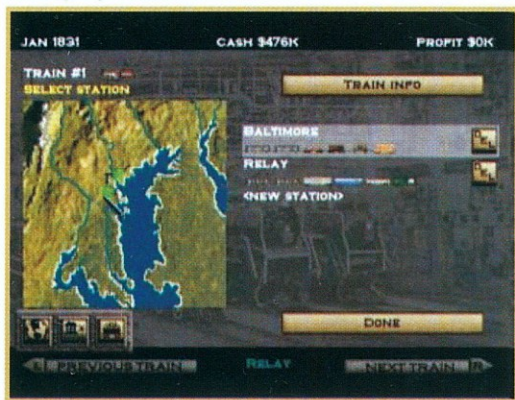 JAN 1831 CASH $476K PROFIT $0K
TRAIN #1
SELECT STATION
TRAIN INFO
BALTIMORE
RELAY
<NEW STATION>
DONE
L PREVIOUS TRAIN RELAY NEXT TRAIN R